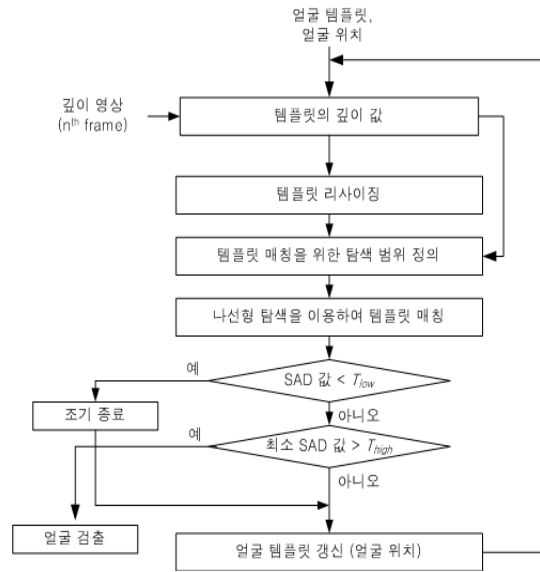 얼굴 템플릿,
얼굴 위치
깊이 영상
(nth frame)
템플릿의 깊이 값
템플릿 리사이징
템플릿 매칭을 위한 탐색 범위 정의
나선형 탐색을 이용하여 템플릿 매칭
예
SAD 값 < Tlow
조기 종료
아니오
예
최소 SAD 값 > Thigh
아니오
얼굴 검출
얼굴 템플릿 갱신 (얼굴 위치)